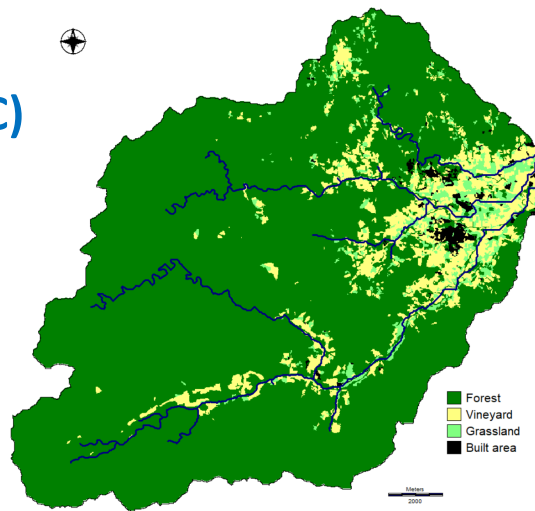 C)
Forest
Vineyard
Grassland
Built area
Meters
2000